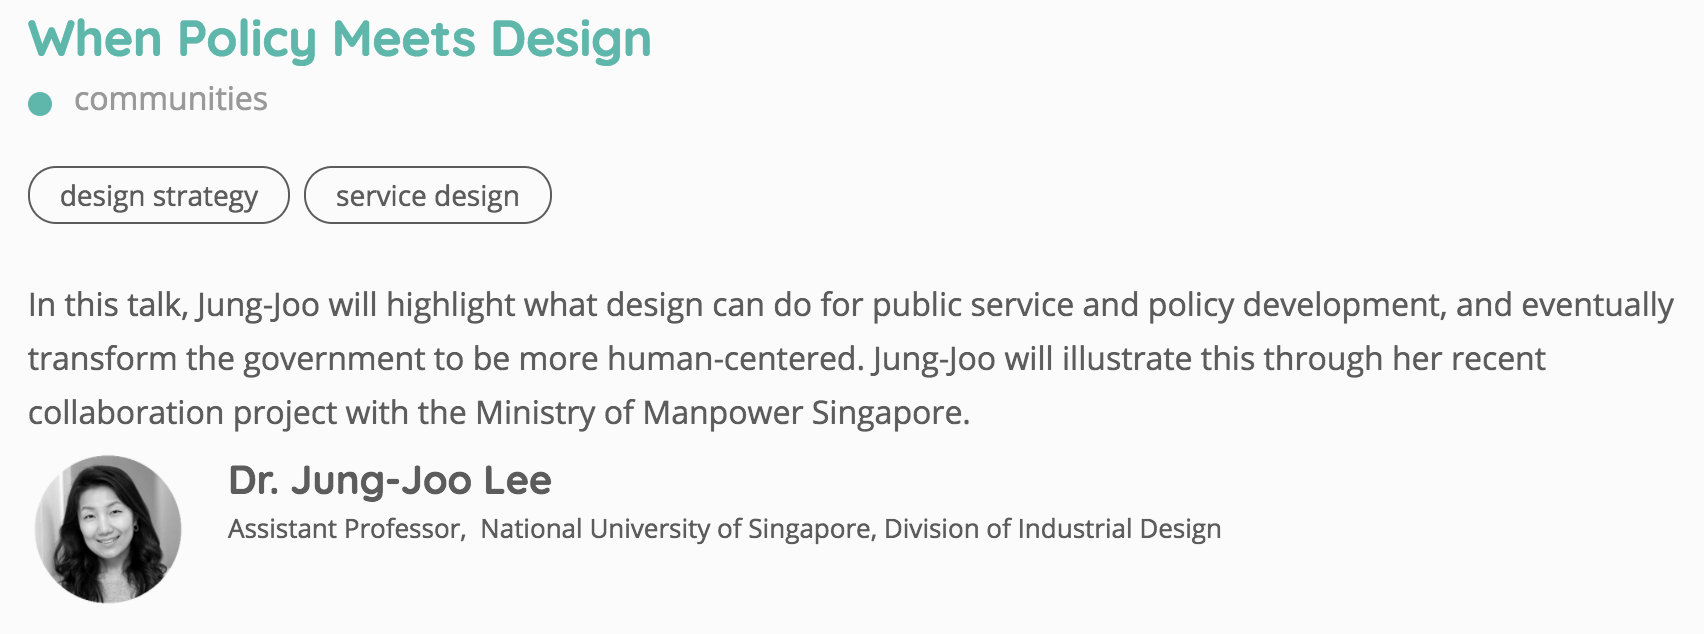 When Policy Meets Design
communities
design strategy
service design
In this talk, Jung-Joo will highlight what design can do for public service and policy development, and eventually
transform the government to be more human-centered. Jung-Joo will illustrate this through her recent
collaboration project with the Ministry of Manpower Singapore.
Dr. Jung-Joo Lee
Assistant Professor,  National University of Singapore, Division of Industrial Design